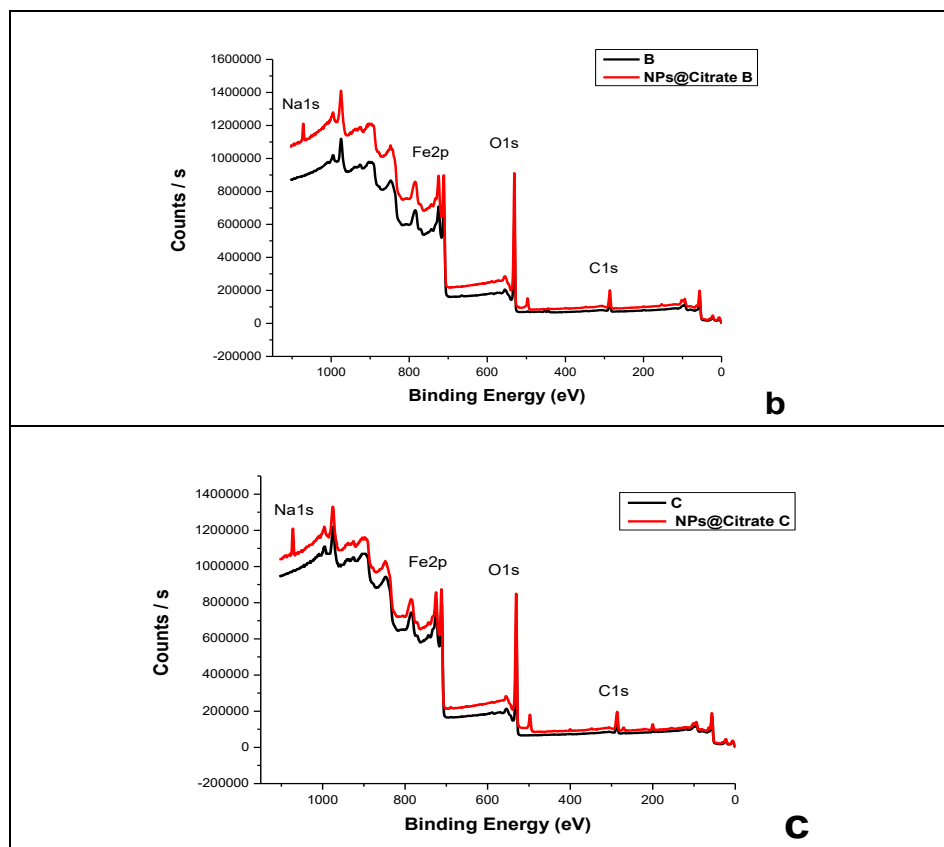 1600000
1400000
1200000
1000000
800000
600000
400000
200000
0
-200000
Counts / s
B
NPs@Citrate B
Na1s
Fe2p
O1s
C1s
1000 800 600 400 200 0
Binding Energy (eV)
b
1400000
1200000
1000000
800000
600000
400000
200000
0
-200000
Counts / s
C
NPs@Citrate C
Na1s
Fe2p
O1s
C1s
1000 800 600 400 200 0
Binding Energy (eV)
c